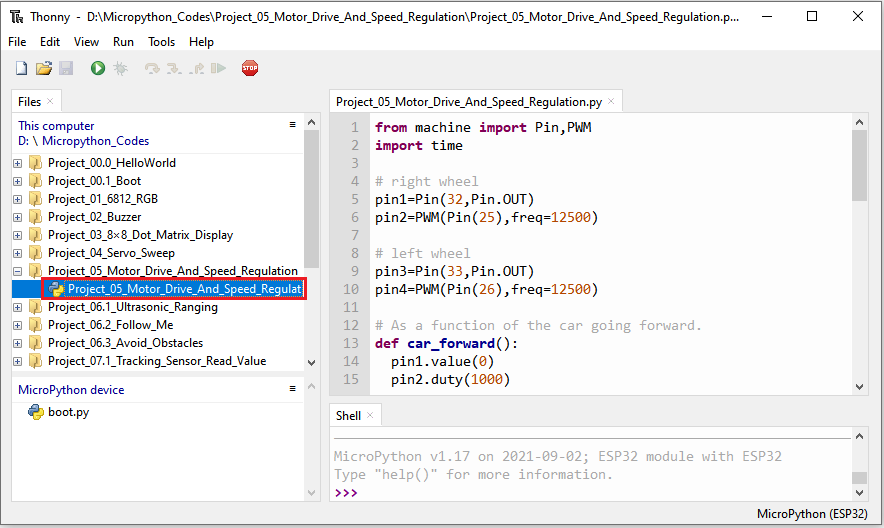 Thonny - D:\Micropython_Codes\Project_05_Motor_Drive_And_Speed_Regulation\Project_05_Motor_Drive_And_Speed_Regulation.p...
File Edit View Run Tools Help
STOP
Files
This computer
D: \ Micropython_Codes
Project_00.0_HelloWorld
Project_00.1_Boot
Project_01_6812_RGB
Project_02_Buzzer
Project_03_8×8_Dot_Matrix_Display
Project_04_Servo_Sweep
Project_05_Motor_Drive_And_Speed_Regulation
Project_05_Motor_Drive_And_Speed_Regulat
Project_06.1_Ultrasonic_Ranging
Project_06.2_Follow_Me
Project_06.3_Avoid_Obstacles
Project_07.1_Tracking_Sensor_Read_Value
MicroPython device
boot.py
Project_05_Motor_Drive_And_Speed_Regulation.py
1 from machine import Pin,PWM
2 import time
3
4 # right wheel
5 pin1=Pin(32,Pin.OUT)
6 pin2=PWM(Pin(25),freq=12500)
7
8 # left wheel
9 pin3=Pin(33,Pin.OUT)
10 pin4=PWM(Pin(26),freq=12500)
11
12 # As a function of the car going forward.
13 def car_forward():
14 pin1.value(0)
15 pin2.duty(1000)
Shell
MicroPython v1.17 on 2021-09-02; ESP32 module with ESP32
Type "help()" for more information.
>>>
MicroPython (ESP32)